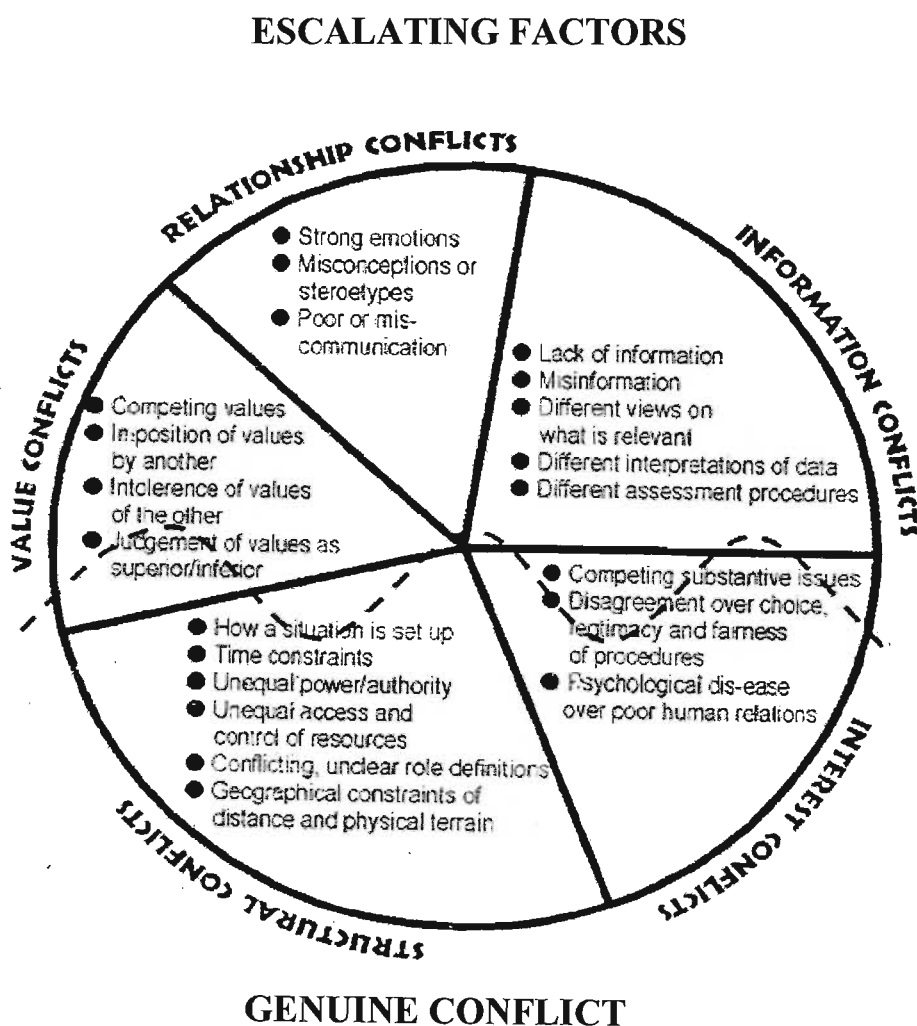 ESCALATING FACTORS
RELATIONSHIP CONFLICTS
● Strong emotions
● Misconceptions or
steroetypes
● Poor or mis-
communication
INFORMATION CONFLICTS
● Lack of information
● Misinformation
● Different views on
what is relevant
● Different interpretations of data
● Different assessment procedures
VALUE CONFLICTS
● Competing values
● Imposition of values
by another
● Intolerence of values
of the other
● Judgement of values as
superior/inferior
● Competing substantive issues
● Disagreement over choice,
legitimacy and fairness
of procedures
● Psychological dis-ease
over poor human relations
INTEREST CONFLICTS
● How a situation is set up
● Time constraints
● Unequal power/authority
● Unequal access and
control of resources
● Conflicting, unclear role definitions
● Geographical constraints of
distance and physical terrain
STRUCTURAL CONFLICTS
GENUINE CONFLICT